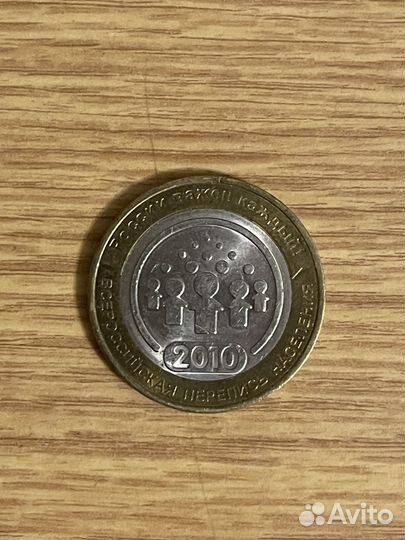 России важен каждый!
ВСЕРОССИЙСКАЯ ПЕРЕПИСЬ НАСЕЛЕНИЯ
2010
Avito